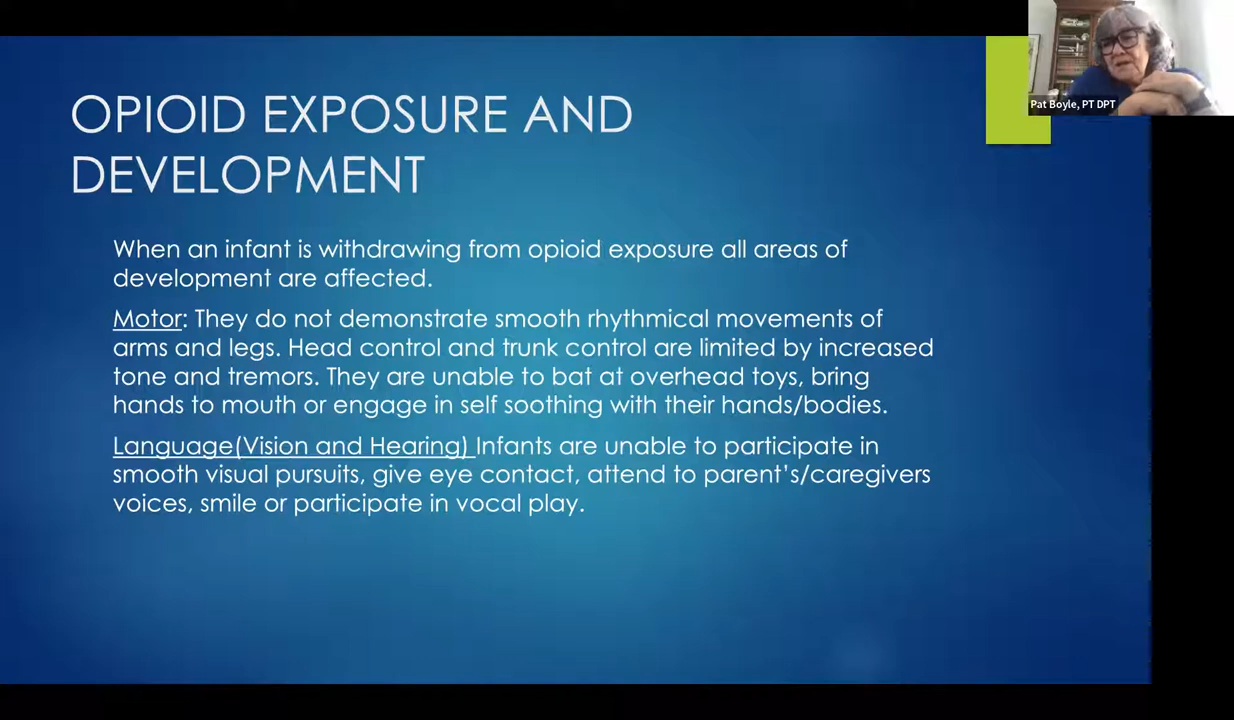 Pat Boyle, PT DPT
OPIOID EXPOSURE AND
DEVELOPMENT
When an infant is withdrawing from opioid exposure all areas of
development are affected.
Motor: They do not demonstrate smooth rhythmical movements of
arms and legs. Head control and trunk control are limited by increased
tone and tremors. They are unable to bat at overhead toys, bring
hands to mouth or engage in self soothing with their hands/bodies.
Language(Vision and Hearing) Infants are unable to participate in
smooth visual pursuits, give eye contact, attend to parent's/caregivers
voices, smile or participate in vocal play.